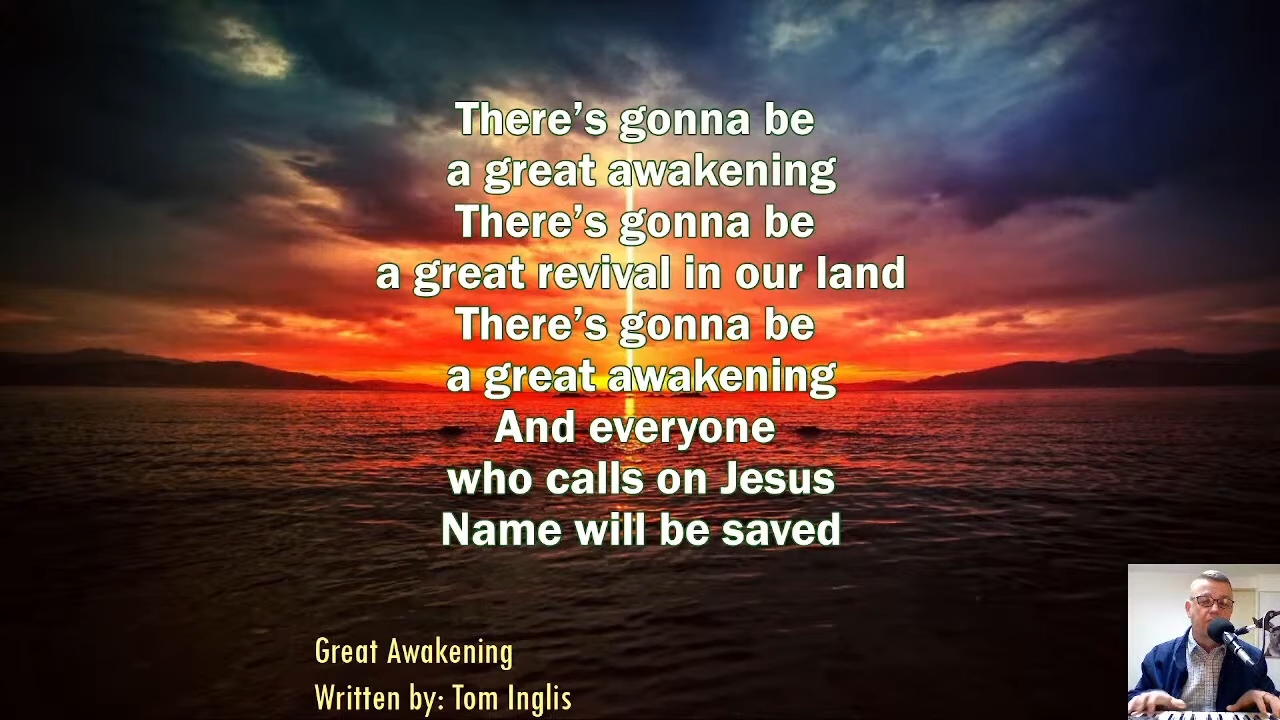 There's gonna be
a great awakening
There's gonna be
a great revival in our land
There's gonna be
a great awakening
And everyone
who calls on Jesus
Name will be saved
Great Awakening
Written by: Tom Inglis